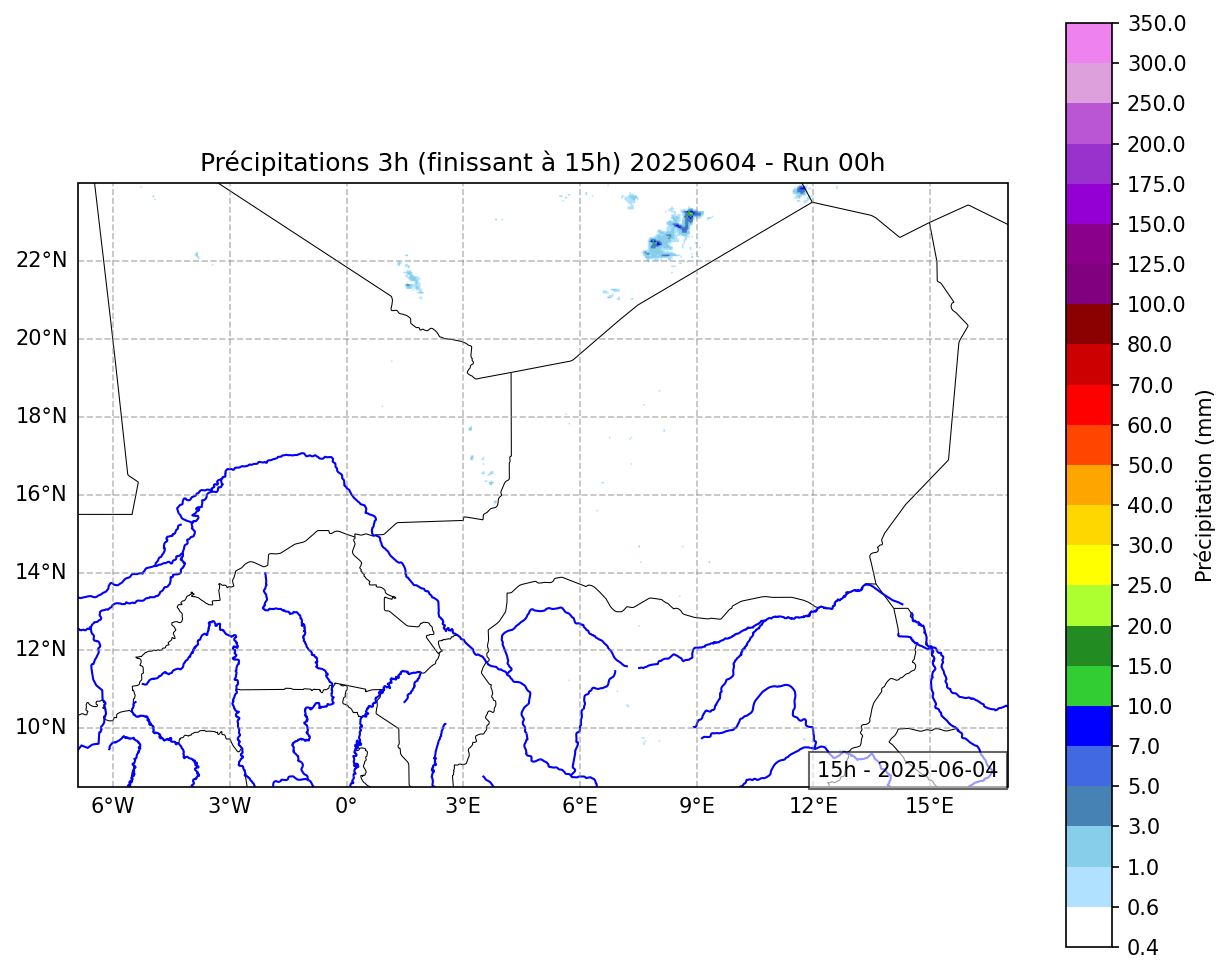 Précipitations 3h (finissant à 15h) 20250604 - Run 00h
22°N
20°N
18°N
16°N
14°N
12°N
10°N
6°W
3°W
0°
3°E
6°E
9°E
12°E
15°E
15h - 2025-06-04
350.0
300.0
250.0
200.0
175.0
150.0
125.0
100.0
80.0
70.0
60.0
50.0
40.0
30.0
25.0
20.0
15.0
10.0
7.0
5.0
3.0
1.0
0.6
0.4
Précipitation (mm)